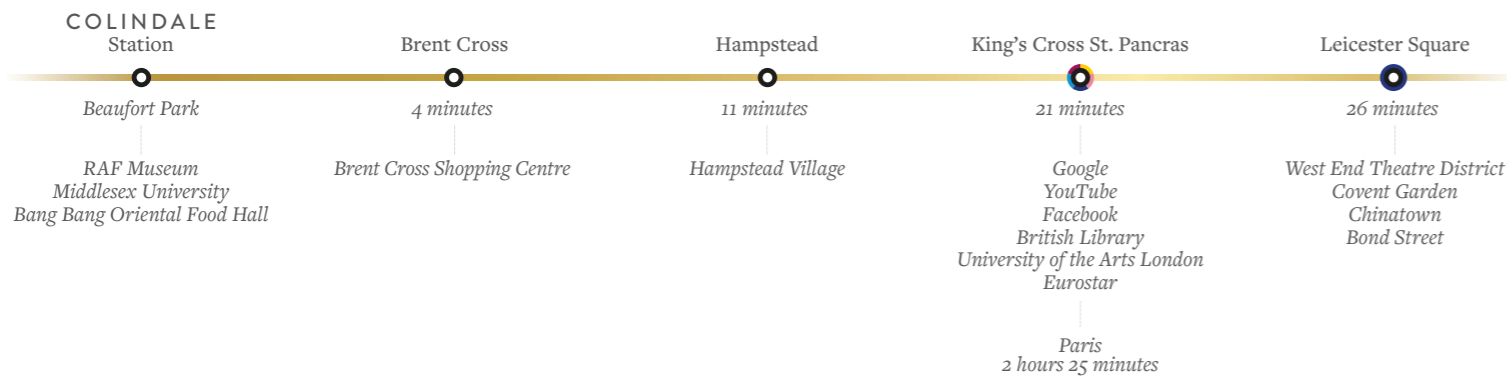 COLINDALE
Station
Beaufort Park
RAF Museum
Middlesex University
Bang Bang Oriental Food Hall
Brent Cross
4 minutes
Brent Cross Shopping Centre
Hampstead
11 minutes
Hampstead Village
King's Cross St. Pancras
21 minutes
Google
YouTube
Facebook
British Library
University of the Arts London
Eurostar
Paris
2 hours 25 minutes
Leicester Square
26 minutes
West End Theatre District
Covent Garden
Chinatown
Bond Street